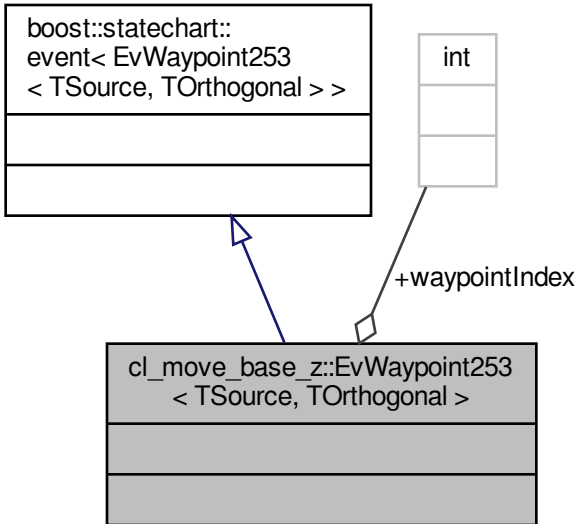 boost::statechart::
event< EvWaypoint253
< TSource, TOrthogonal > >
int
+waypointIndex
cl_move_base_z::EvWaypoint253
< TSource, TOrthogonal >